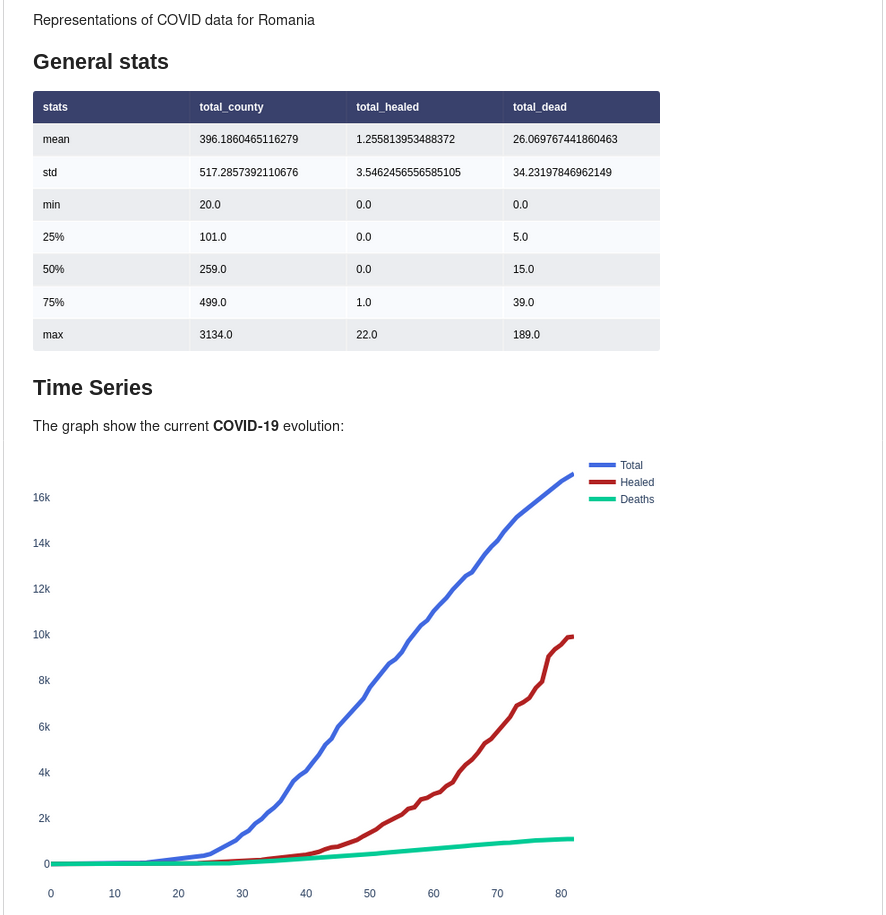 Representations of COVID data for Romania
General stats
stats total_county total_healed total_dead
mean 396.1860465116279 1.255813953488372 26.069767441860463
std 517.2857392110676 3.5462456556585105 34.23197846962149
min 20.0 0.0 0.0
25% 101.0 0.0 5.0
50% 259.0 0.0 15.0
75% 499.0 1.0 39.0
max 3134.0 22.0 189.0
Time Series
The graph show the current COVID-19 evolution:
Total
Healed
Deaths
16k
14k
12k
10k
8k
6k
4k
2k
0
0 10 20 30 40 50 60 70 80